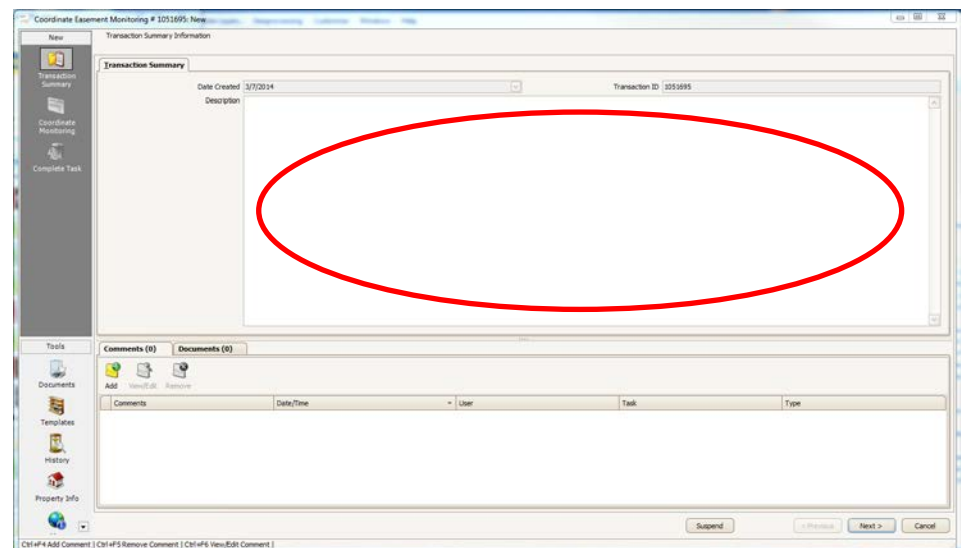 Coordinate Easement Monitoring # 1051695: New
New
Transaction Summary Information
Transaction Summary
Transaction
Summary
Date Created 3/7/2014
Transaction ID 1051695
Description
Coordinate
Monitoring
Complete Task
Tools
Comments (0) Documents (0)
Documents
Add View/Edit Remove
Comments Date/Time User Task Type
Templates
History
Property Info
Suspend < Previous Next > Cancel
Ctrl+F4 Add Comment | Ctrl+F5 Remove Comment | Ctrl+F6 View/Edit Comment |